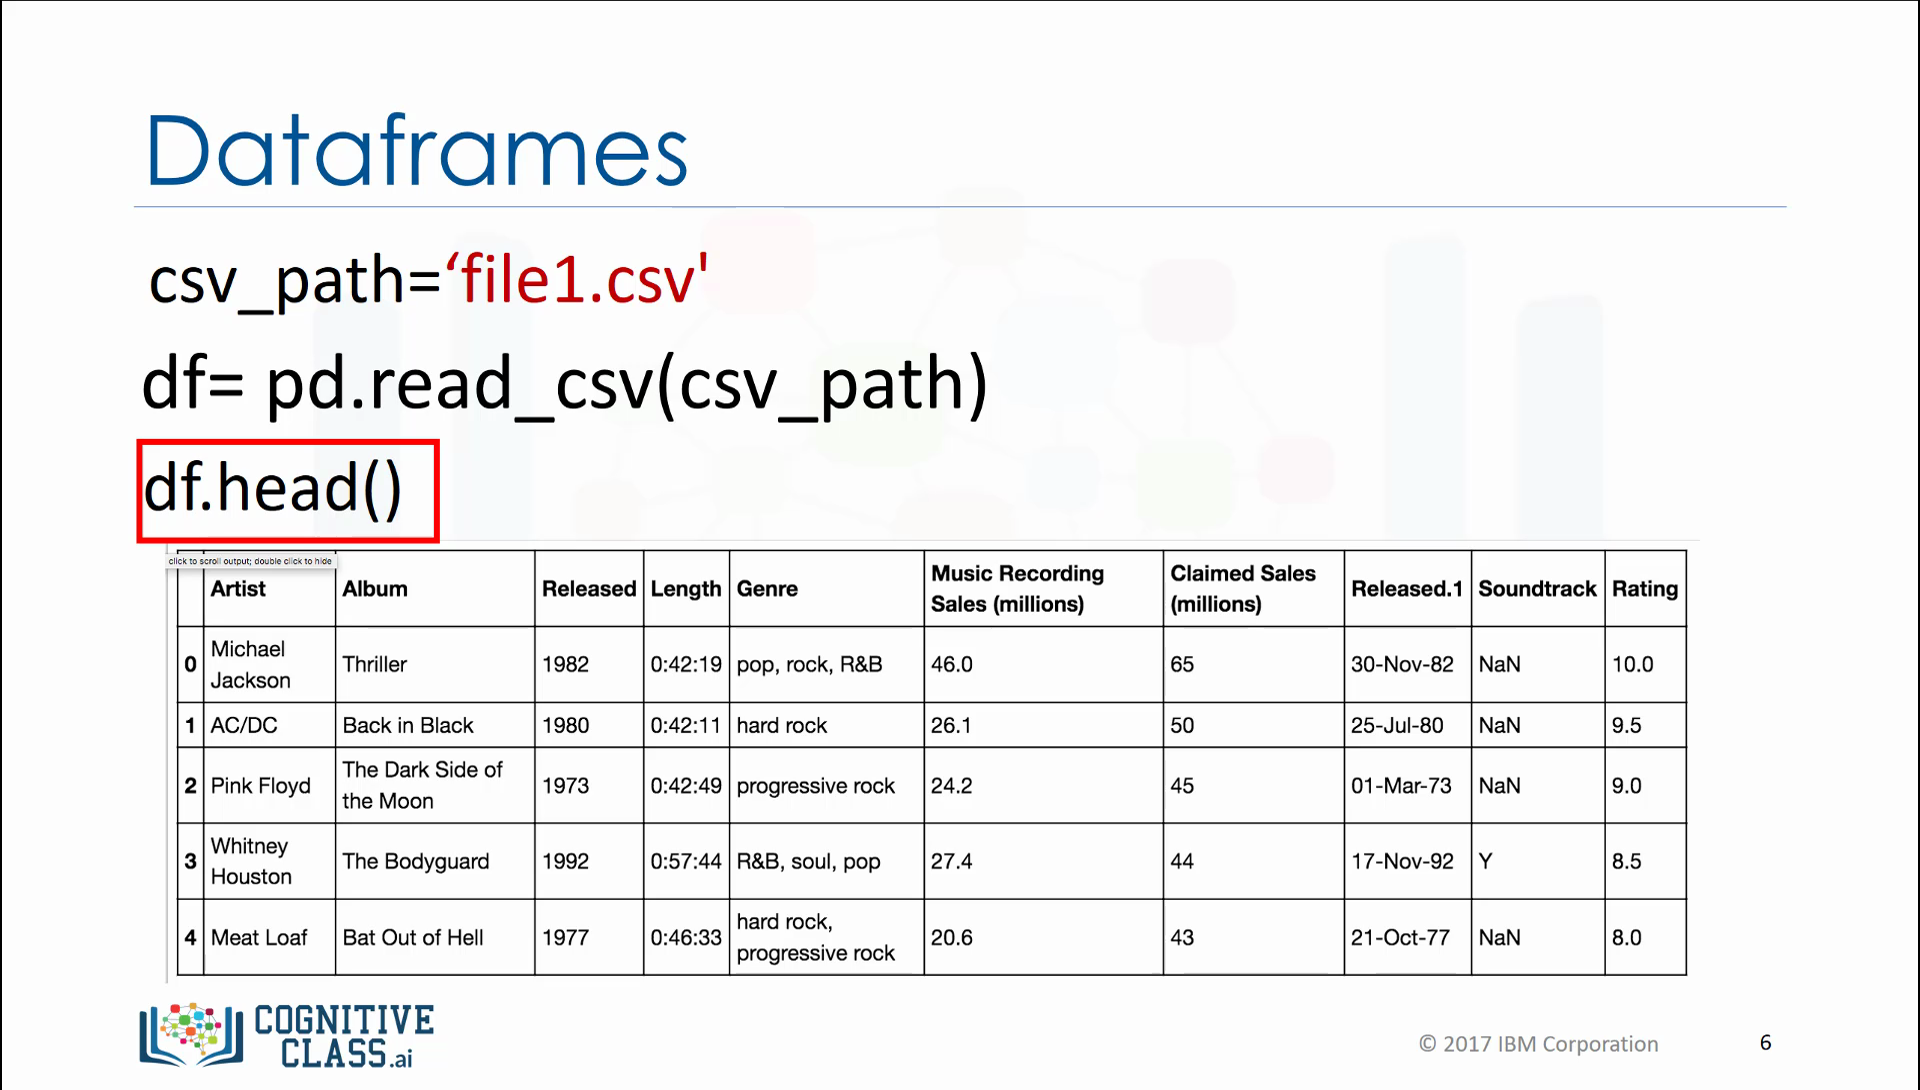 Dataframes
csv_path=‘file1.csv'
df= pd.read_csv(csv_path)
df.head()
click to scroll output; double click to hide
Artist Album Released Length Genre Music Recording Sales (millions) Claimed Sales (millions) Released.1 Soundtrack Rating
0 Michael Jackson Thriller 1982 0:42:19 pop, rock, R&B 46.0 65 30-Nov-82 NaN 10.0
1 AC/DC Back in Black 1980 0:42:11 hard rock 26.1 50 25-Jul-80 NaN 9.5
2 Pink Floyd The Dark Side of the Moon 1973 0:42:49 progressive rock 24.2 45 01-Mar-73 NaN 9.0
3 Whitney Houston The Bodyguard 1992 0:57:44 R&B, soul, pop 27.4 44 17-Nov-92 Y 8.5
4 Meat Loaf Bat Out of Hell 1977 0:46:33 hard rock, progressive rock 20.6 43 21-Oct-77 NaN 8.0
COGNITIVE
CLASS.ai
© 2017 IBM Corporation
6